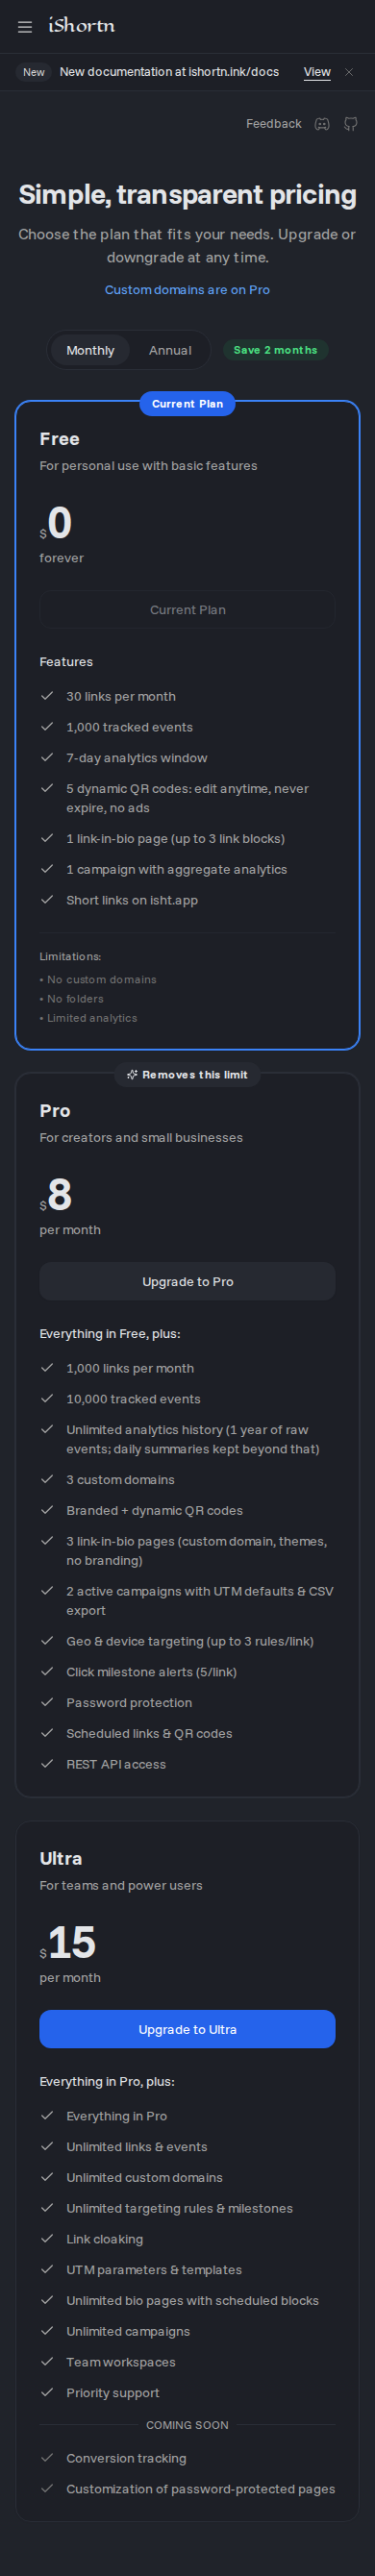 iShortn
New New documentation at ishortn.ink/docs View
Feedback
Simple, transparent pricing
Choose the plan that fits your needs. Upgrade or
downgrade at any time.
Custom domains are on Pro
Monthly Annual Save 2 months
Current Plan
Free
For personal use with basic features
$0
forever
Current Plan
Features
30 links per month
1,000 tracked events
7-day analytics window
5 dynamic QR codes: edit anytime, never
expire, no ads
1 link-in-bio page (up to 3 link blocks)
1 campaign with aggregate analytics
Short links on isht.app
Limitations:
• No custom domains
• No folders
• Limited analytics
Removes this limit
Pro
For creators and small businesses
$8
per month
Upgrade to Pro
Everything in Free, plus:
1,000 links per month
10,000 tracked events
Unlimited analytics history (1 year of raw
events; daily summaries kept beyond that)
3 custom domains
Branded + dynamic QR codes
3 link-in-bio pages (custom domain, themes,
no branding)
2 active campaigns with UTM defaults & CSV
export
Geo & device targeting (up to 3 rules/link)
Click milestone alerts (5/link)
Password protection
Scheduled links & QR codes
REST API access
Ultra
For teams and power users
$15
per month
Upgrade to Ultra
Everything in Pro, plus:
Everything in Pro
Unlimited links & events
Unlimited custom domains
Unlimited targeting rules & milestones
Link cloaking
UTM parameters & templates
Unlimited bio pages with scheduled blocks
Unlimited campaigns
Team workspaces
Priority support
COMING SOON
Conversion tracking
Customization of password-protected pages